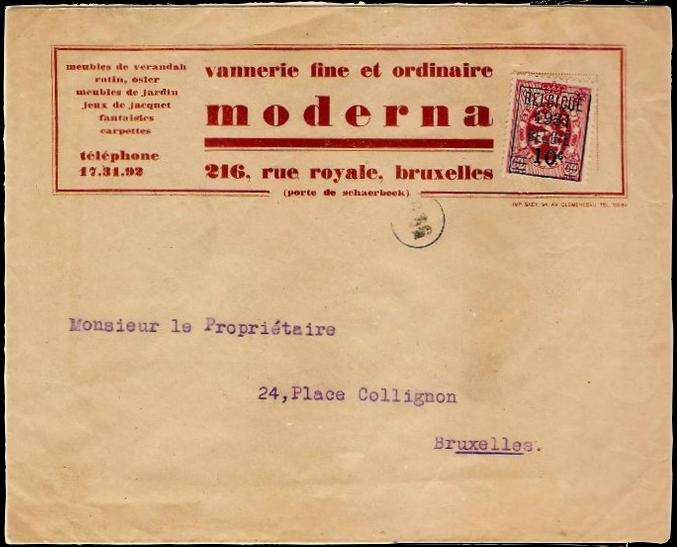 meubles de verandah
rotin, osier
meubles de jardin
jeux de jacquet
fantaisies
carpettes
téléphone
17.31.92
vannerie fine et ordinaire
moderna
216, rue royale, bruxelles
(porte de schaerbeek)
BELGIQUE
1933
BELGIË
10c
Monsieur le Propriétaire
24,Place Collignon
Bruxelles.